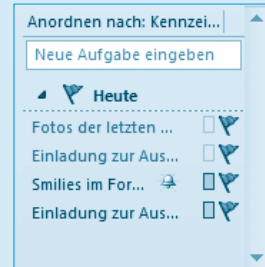 Anordnen nach: Kennzei...
Neue Aufgabe eingeben
Heute
Fotos der letzten ...
Einladung zur Aus...
Smilies im For...
Einladung zur Aus...